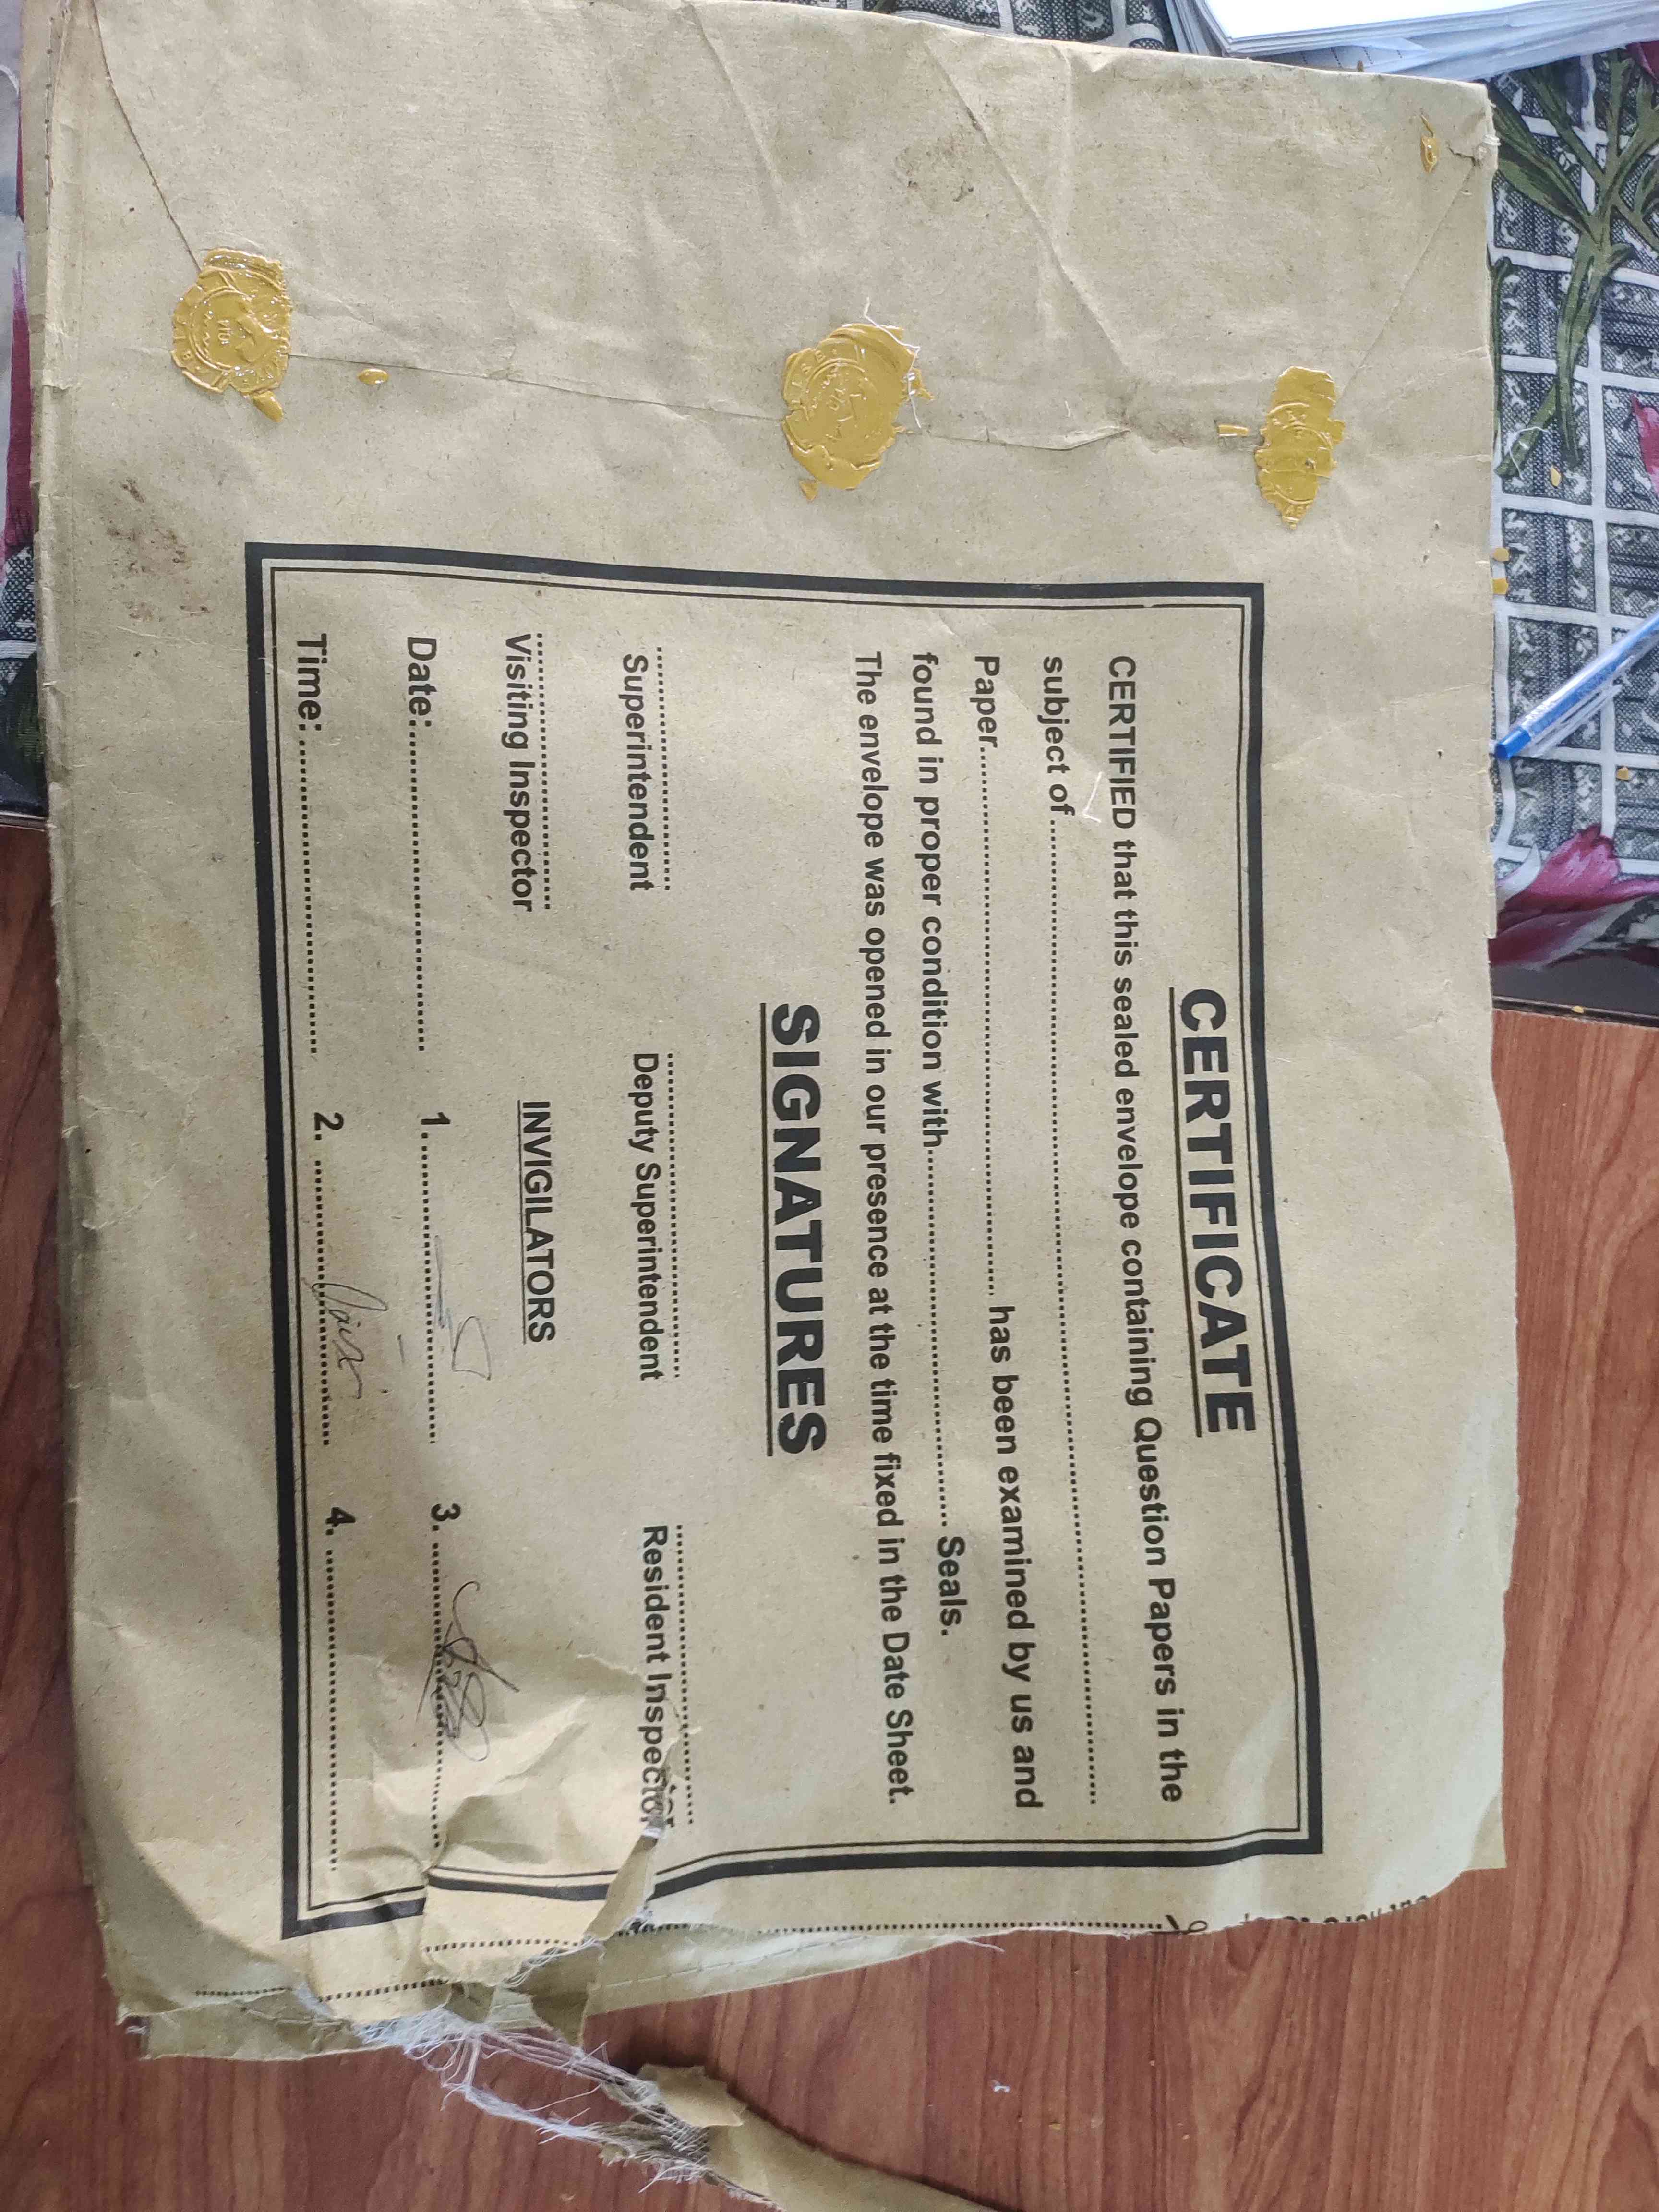 CERTIFICATE
CERTIFIED that this sealed envelope containing Question Papers in the
subject of................................................................
Paper........................................ has been examined by us and
found in proper condition with........................................ Seals.
The envelope was opened in our presence at the time fixed in the Date Sheet.
SIGNATURES
Superintendent Deputy Superintendent Resident Inspector
Visiting Inspector INVIGILATORS
Date:........................ 1........................ 3. ........................
Time: ........................ 2. ........................ 4. ........................